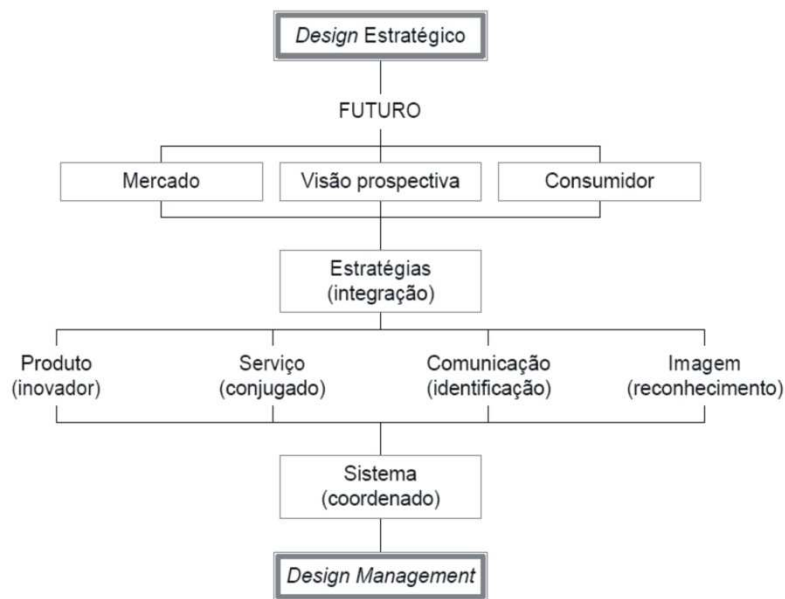 Design Estratégico
FUTURO
Mercado
Visão prospectiva
Consumidor
Estratégias
(integração)
Produto
(inovador)
Serviço
(conjugado)
Comunicação
(identificação)
Imagem
(reconhecimento)
Sistema
(coordenado)
Design Management